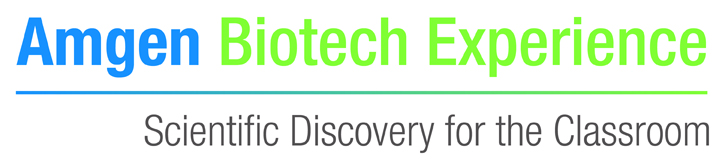 Amgen Biotech Experience
Scientific Discovery for the Classroom